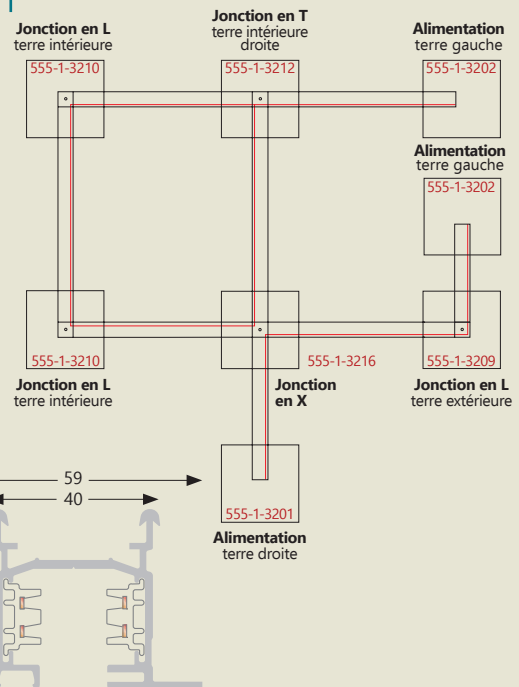 Jonction en L
terre intérieure
555-1-3210
Jonction en T
terre intérieure
droite
555-1-3212
Alimentation
terre gauche
555-1-3202
Alimentation
terre gauche
555-1-3202
555-1-3210
Jonction en L
terre intérieure
555-1-3216
Jonction
en X
555-1-3209
Jonction en L
terre extérieure
555-1-3201
Alimentation
terre droite
59
40